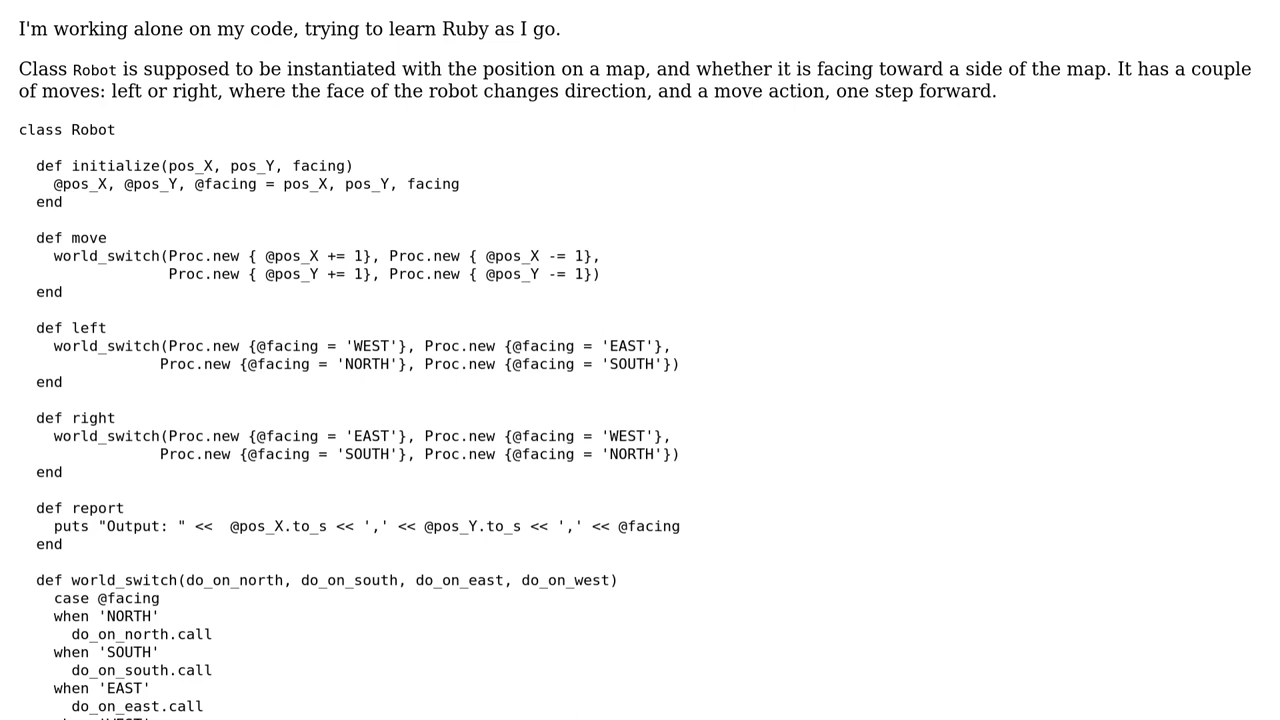 I'm working alone on my code, trying to learn Ruby as I go.
Class Robot is supposed to be instantiated with the position on a map, and whether it is facing toward a side of the map. It has a couple
of moves: left or right, where the face of the robot changes direction, and a move action, one step forward.
class Robot
  def initialize(pos_X, pos_Y, facing)
    @pos_X, @pos_Y, @facing = pos_X, pos_Y, facing
  end
  def move
    world_switch(Proc.new { @pos_X += 1}, Proc.new { @pos_X -= 1},
                 Proc.new { @pos_Y += 1}, Proc.new { @pos_Y -= 1})
  end
  def left
    world_switch(Proc.new {@facing = 'WEST'}, Proc.new {@facing = 'EAST'},
                Proc.new {@facing = 'NORTH'}, Proc.new {@facing = 'SOUTH'})
  end
  def right
    world_switch(Proc.new {@facing = 'EAST'}, Proc.new {@facing = 'WEST'},
                Proc.new {@facing = 'SOUTH'}, Proc.new {@facing = 'NORTH'})
  end
  def report
    puts "Output: " <<  @pos_X.to_s << ',' << @pos_Y.to_s << ',' << @facing
  end
  def world_switch(do_on_north, do_on_south, do_on_east, do_on_west)
    case @facing
    when 'NORTH'
      do_on_north.call
    when 'SOUTH'
      do_on_south.call
    when 'EAST'
      do_on_east.call